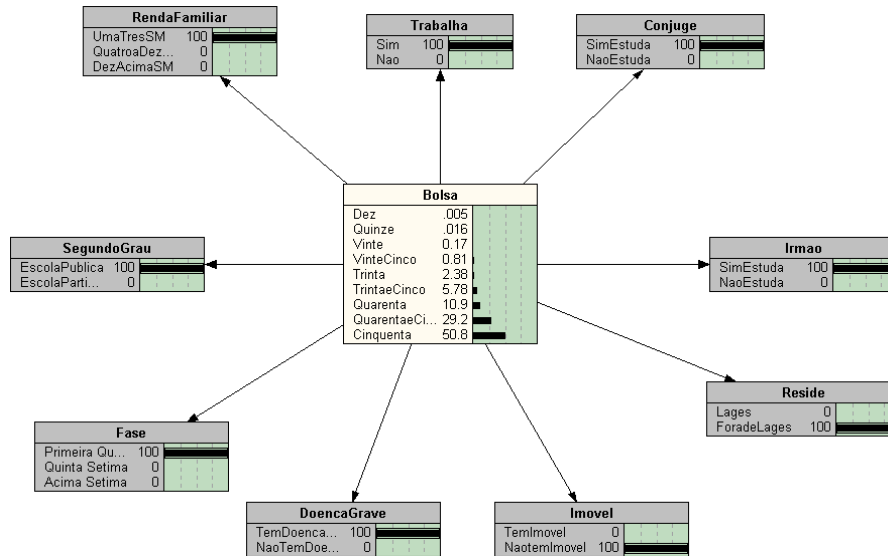 RendaFamiliar
UmaTresSM 100
QuatroaDez... 0
DezAcimaSM 0
Trabalha
Sim 100
Nao 0
Conjuge
SimEstuda 100
NaoEstuda 0
Bolsa
Dez .005
Quinze .016
Vinte 0.17
VinteCinco 0.81
Trinta 2.38
TrintaeCinco 5.78
Quarenta 10.9
QuarentaeCi... 29.2
Cinquenta 50.8
SegundoGrau
EscolaPublica 100
EscolaParti... 0
Irmao
SimEstuda 100
NaoEstuda 0
Reside
Lages 0
ForadeLages 100
Fase
Primeira Qu... 100
Quinta Setima 0
Acima Setima 0
DoencaGrave
TemDoenca... 100
NaoTemDoe... 0
Imovel
TemImovel 0
NaotemImovel 100